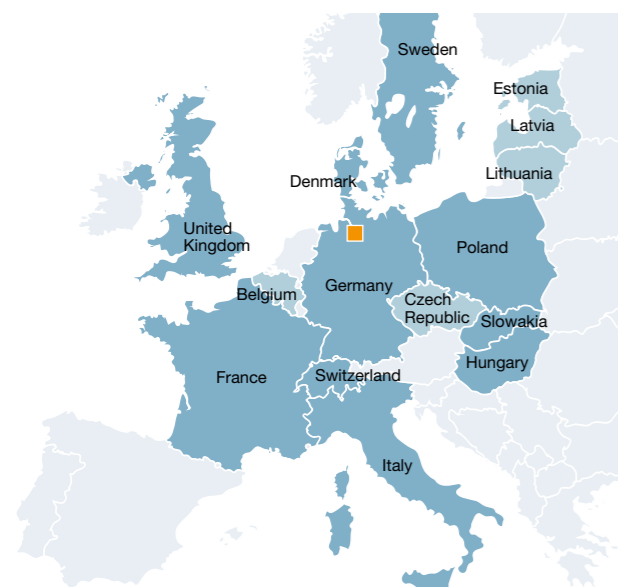 Sweden
Estonia
Latvia
Lithuania
Denmark
United
Kingdom
Poland
Belgium
Germany
Czech
Republic
Slowakia
Hungary
France
Switzerland
Italy